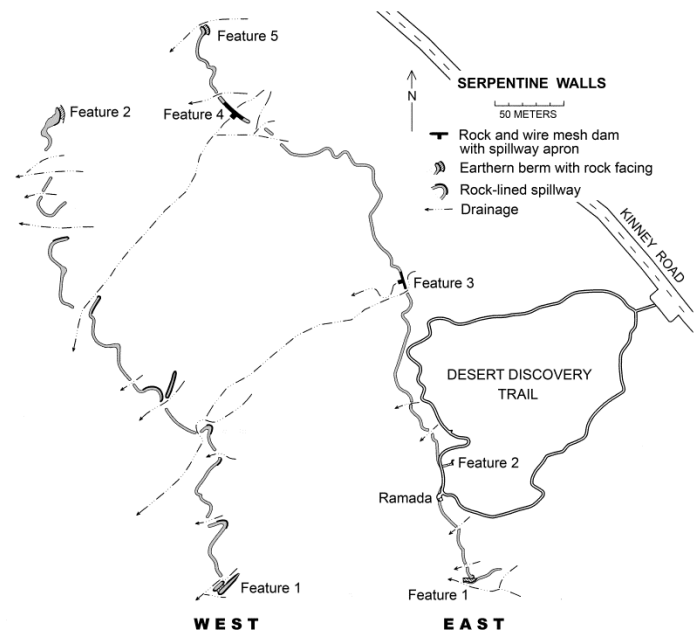 Feature 5
SERPENTINE WALLS
N
50 METERS
Feature 2
Feature 4
Rock and wire mesh dam
with spillway apron
Earthern berm with rock facing
Rock-lined spillway
Drainage
KINNEY ROAD
Feature 3
DESERT DISCOVERY
TRAIL
Feature 2
Ramada
Feature 1
Feature 1
WEST
EAST